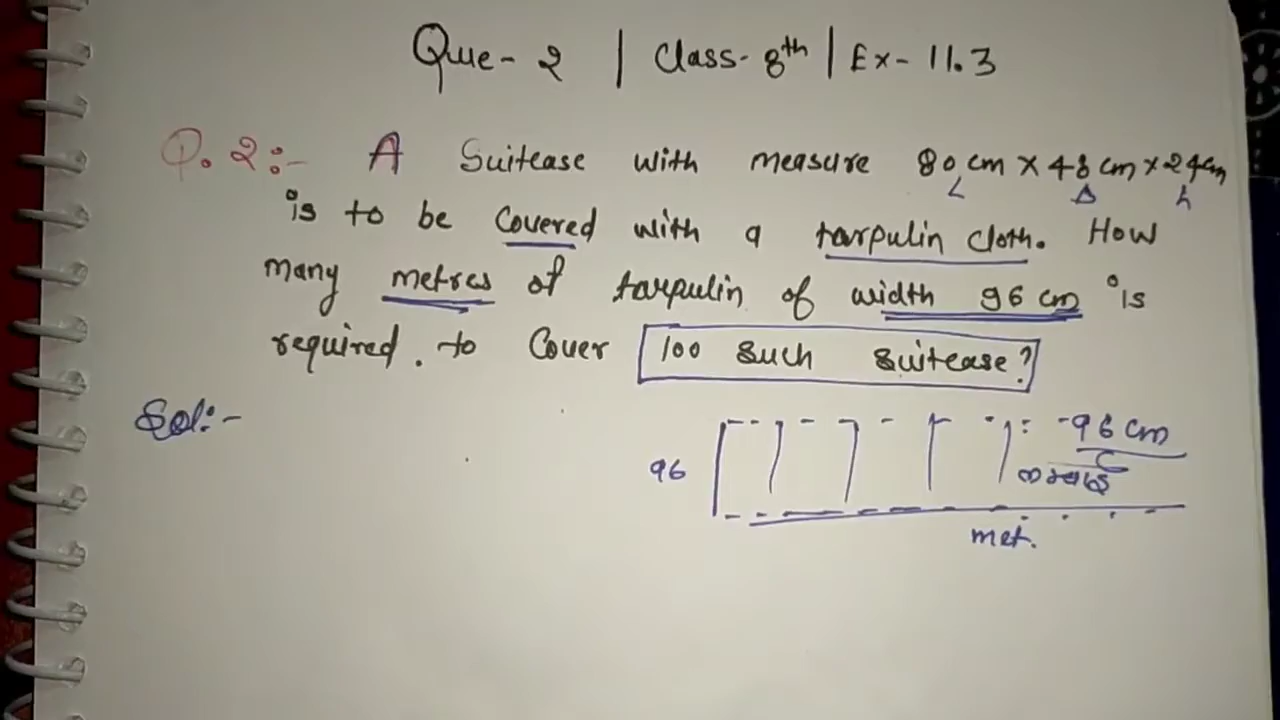 Que- 2 | Class- 8th | Ex- 11.3
Q. 2:- A Suitcase with measure 80 cm x 48 cm x 24 cm
L b h
is to be covered with a tarpulin cloth. How
many metres of tarpulin of width 96 cm is
required. to Cover 100 such suitcase?
Sol:-
96 cm
96
met.